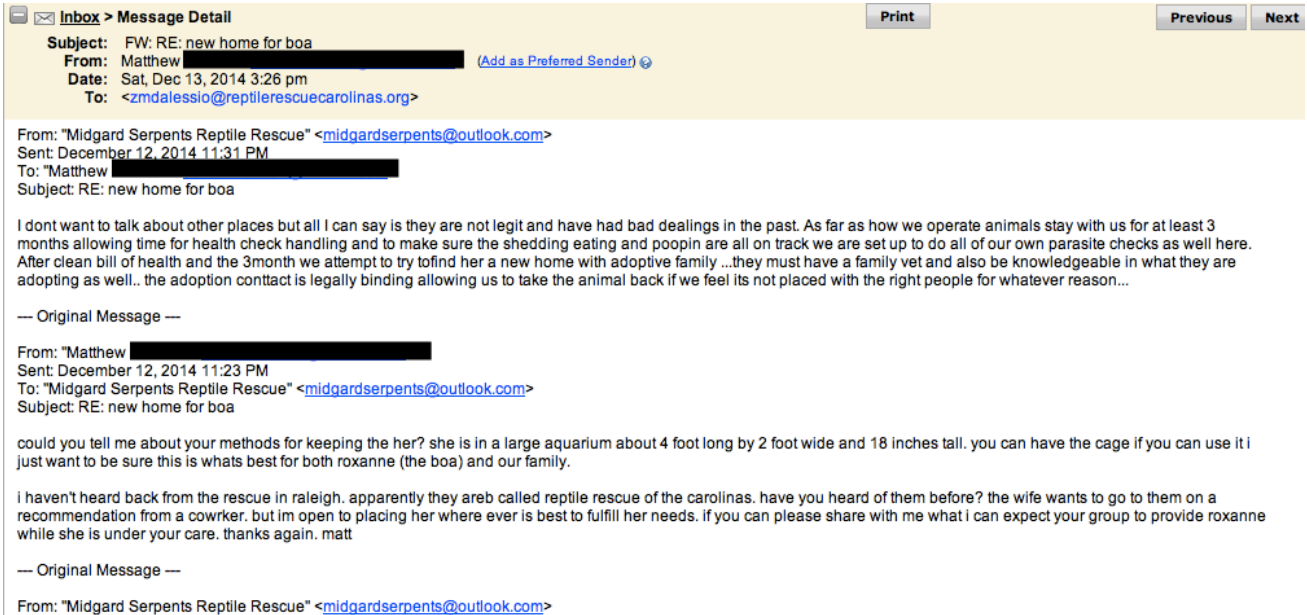 Inbox > Message Detail
Print
Previous
Next
Subject: FW: RE: new home for boa
From: Matthew (Add as Preferred Sender)
Date: Sat, Dec 13, 2014 3:26 pm
To: <zmdalessio@reptilerescuecarolinas.org>
From: "Midgard Serpents Reptile Rescue" <midgardserpents@outlook.com>
Sent: December 12, 2014 11:31 PM
To: "Matthew
Subject: RE: new home for boa
I dont want to talk about other places but all I can say is they are not legit and have had bad dealings in the past. As far as how we operate animals stay with us for at least 3
months allowing time for health check handling and to make sure the shedding eating and poopin are all on track we are set up to do all of our own parasite checks as well here.
After clean bill of health and the 3month we attempt to try tofind her a new home with adoptive family ...they must have a family vet and also be knowledgeable in what they are
adopting as well.. the adoption conttact is legally binding allowing us to take the animal back if we feel its not placed with the right people for whatever reason...
--- Original Message ---
From: "Matthew
Sent: December 12, 2014 11:23 PM
To: "Midgard Serpents Reptile Rescue" <midgardserpents@outlook.com>
Subject: RE: new home for boa
could you tell me about your methods for keeping the her? she is in a large aquarium about 4 foot long by 2 foot wide and 18 inches tall. you can have the cage if you can use it i
just want to be sure this is whats best for both roxanne (the boa) and our family.
i haven't heard back from the rescue in raleigh. apparently they areb called reptile rescue of the carolinas. have you heard of them before? the wife wants to go to them on a
recommendation from a cowrker. but im open to placing her where ever is best to fulfill her needs. if you can please share with me what i can expect your group to provide roxanne
while she is under your care. thanks again. matt
--- Original Message ---
From: "Midgard Serpents Reptile Rescue" <midgardserpents@outlook.com>